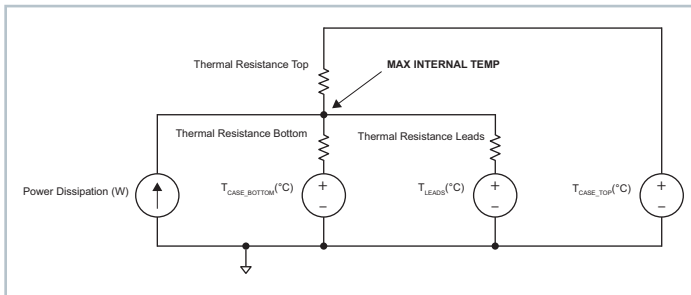 Thermal Resistance Top
MAX INTERNAL TEMP
Thermal Resistance Bottom
Thermal Resistance Leads
Power Dissipation (W)
T_CASE_BOTTOM(°C)
T_LEADS(°C)
T_CASE_TOP(°C)
+
–
+
–
+
–